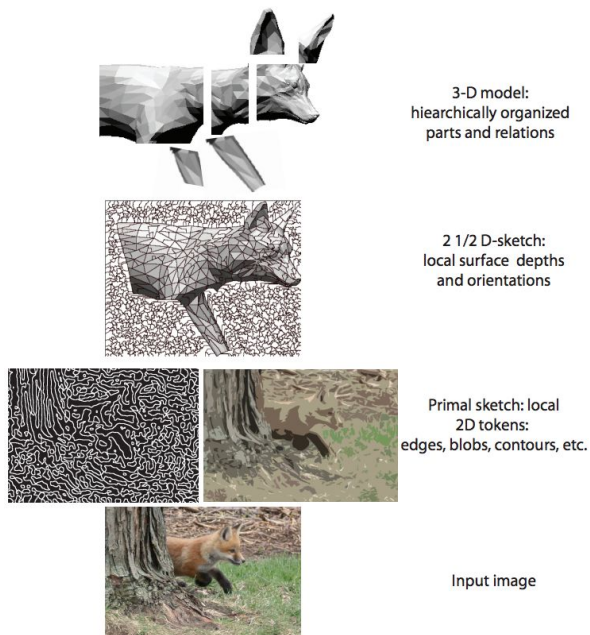 3-D model:
hiearchically organized
parts and relations
2 1/2 D-sketch:
local surface depths
and orientations
Primal sketch: local
2D tokens:
edges, blobs, contours, etc.
Input image